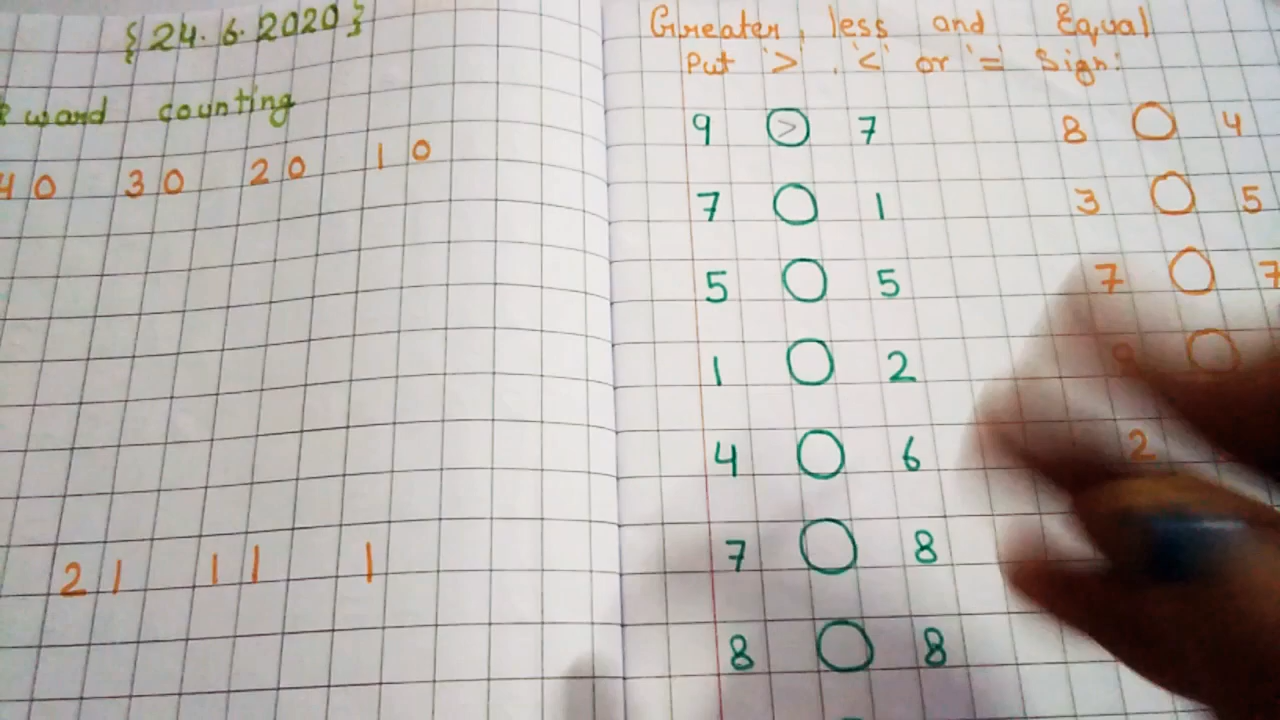 {24.6.2020}
ward counting
40 30 20 10
21 11 1
Greater, less and Equal
Put '>', '<' or '=' Sign:
9 > 7 8 4
7 1 3 5
5 5 7 7
1 2
4 6 2
7 8
8 8